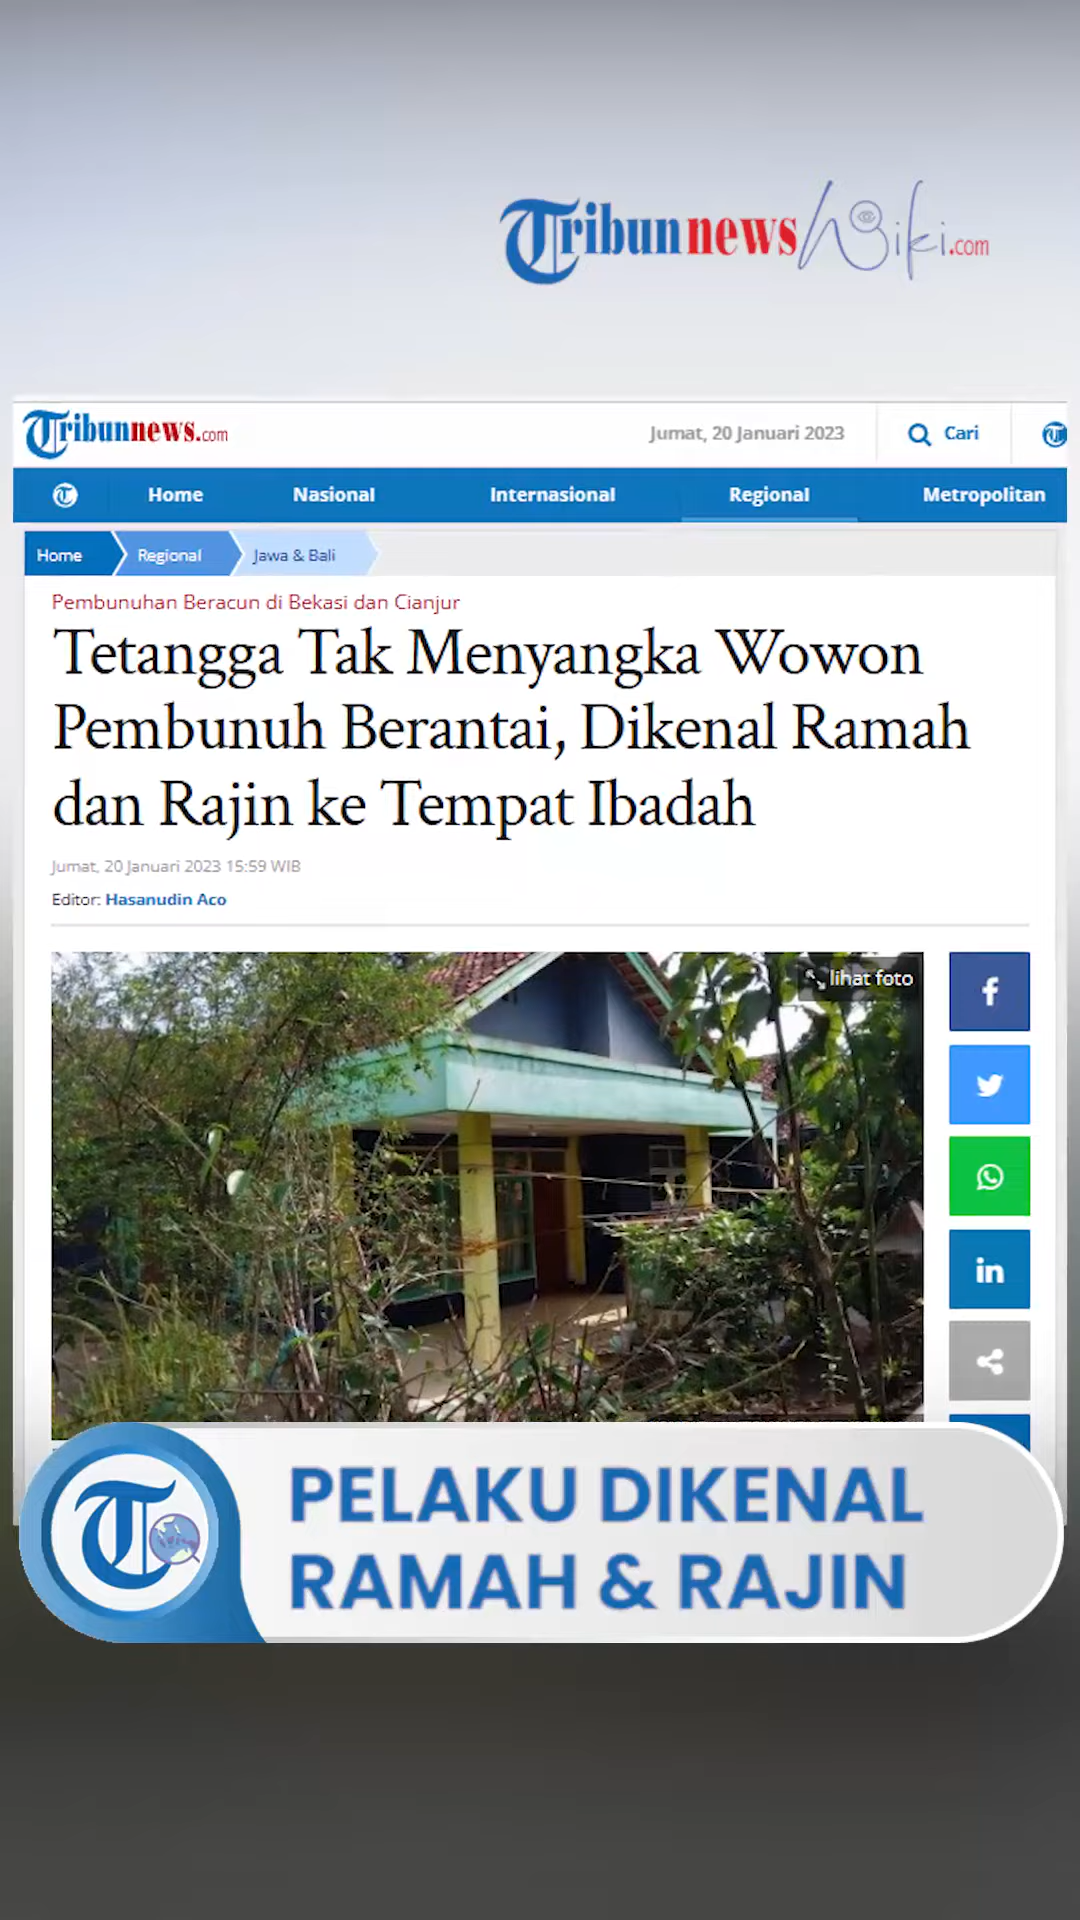 TribunnewsWiki.com
Tribunnews.com
Jumat, 20 Januari 2023
Cari
Home
Nasional
Internasional
Regional
Metropolitan
Home
Regional
Jawa & Bali
Pembunuhan Beracun di Bekasi dan Cianjur
Tetangga Tak Menyangka Wowon
Pembunuh Berantai, Dikenal Ramah
dan Rajin ke Tempat Ibadah
Jumat, 20 Januari 2023 15:59 WIB
Editor: Hasanudin Aco
lihat foto
PELAKU DIKENAL
RAMAH & RAJIN